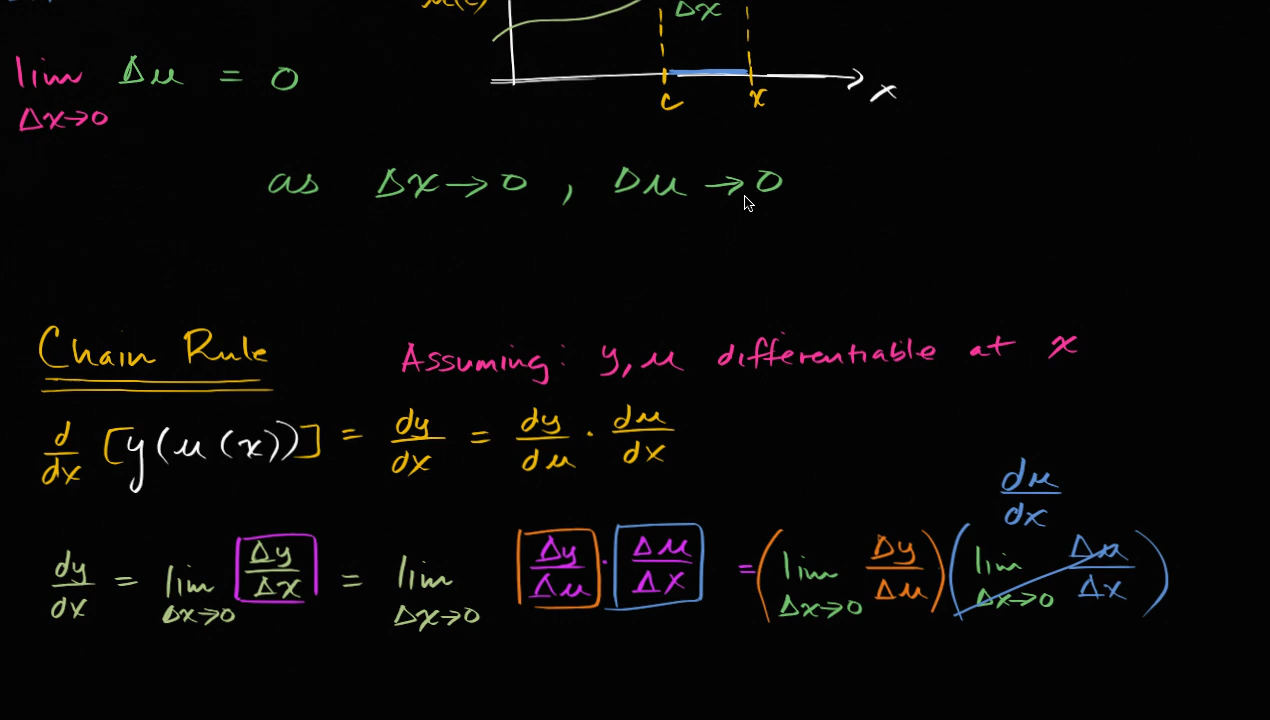 Δx
lim Δu = 0
Δx→0
c x x
as Δx → 0 , Δu → 0
Chain Rule
Assuming: y, u differentiable at x
d/dx [y(u(x))] = dy/dx = dy/du · du/dx
du/dx
dy/dx = lim Δx→0 Δy/Δx = lim Δx→0 Δy/Δu · Δu/Δx = (lim Δx→0 Δy/Δu) (lim Δx→0 Δu/Δx)